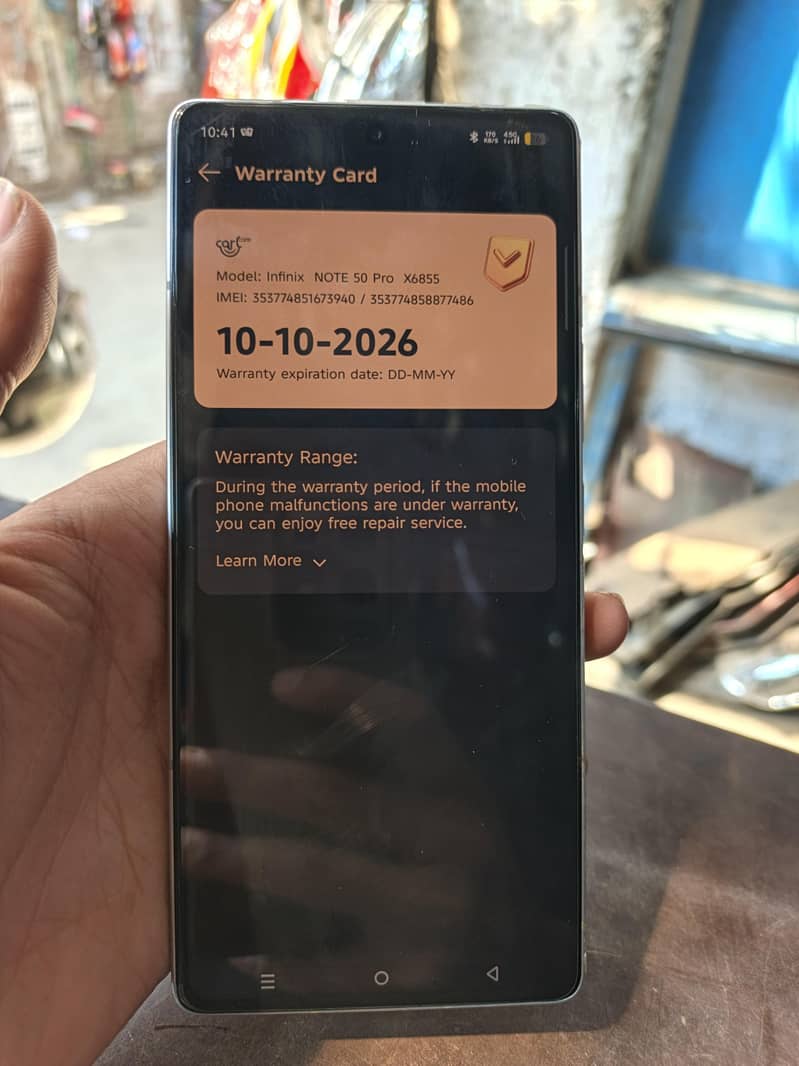 10:41
← Warranty Card
carl com
Model: Infinix NOTE 50 Pro X6855
IMEI: 353774851673940 / 353774858877486
10-10-2026
Warranty expiration date: DD-MM-YY
Warranty Range:
During the warranty period, if the mobile
phone malfunctions are under warranty,
you can enjoy free repair service.
Learn More